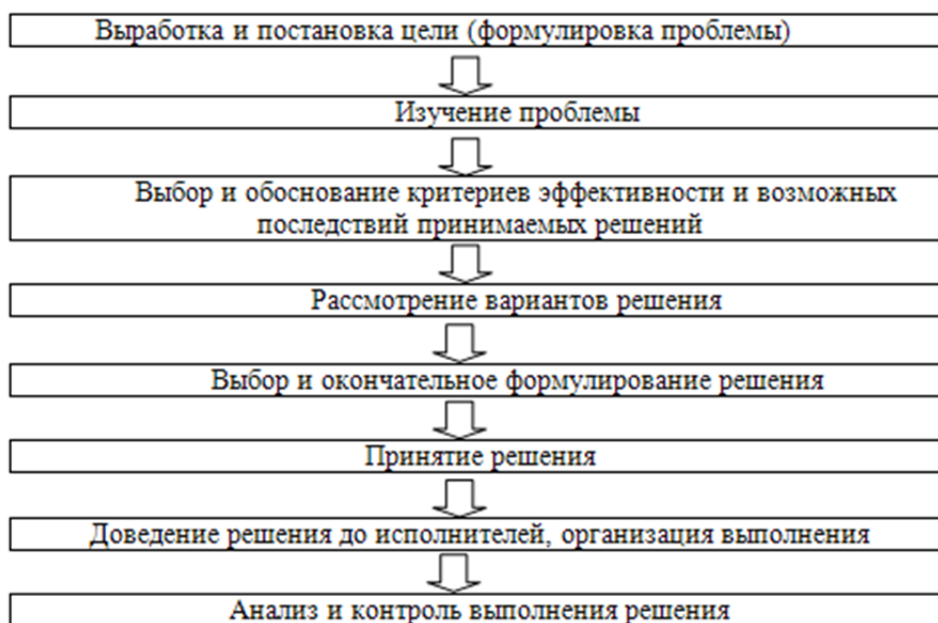 Выработка и постановка цели (формулировка проблемы)
Изучение проблемы
Выбор и обоснование критериев эффективности и возможных
последствий принимаемых решений
Рассмотрение вариантов решения
Выбор и окончательное формулирование решения
Принятие решения
Доведение решения до исполнителей, организация выполнения
Анализ и контроль выполнения решения